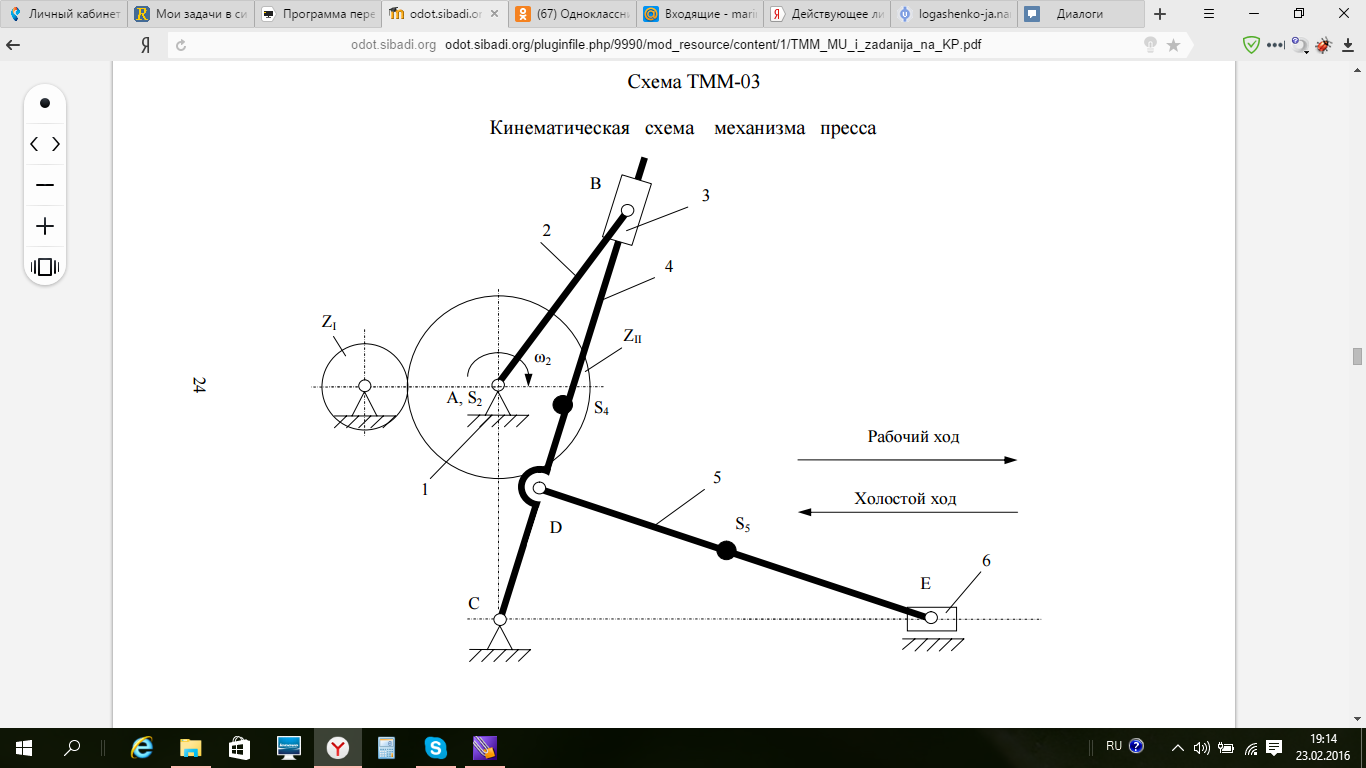 Личный кабинет
Мои задачи в си
Программа пере
odot.sibadi.or
(67) Одноклассни
Входящие - mari
Действующее ли
logashenko-ja.na
Диалоги
odot.sibadi.org odot.sibadi.org/pluginfile.php/9990/mod_resource/content/1/TMM_MU_i_zadanija_na_KP.pdf
Схема ТММ-03
Кинематическая схема механизма пресса
B
3
2
4
Z_I
Z_II
ω₂
24
A, S₂
S₄
Рабочий ход
1
5
Холостой ход
D
S₅
6
E
C
RU
19:14
23.02.2016